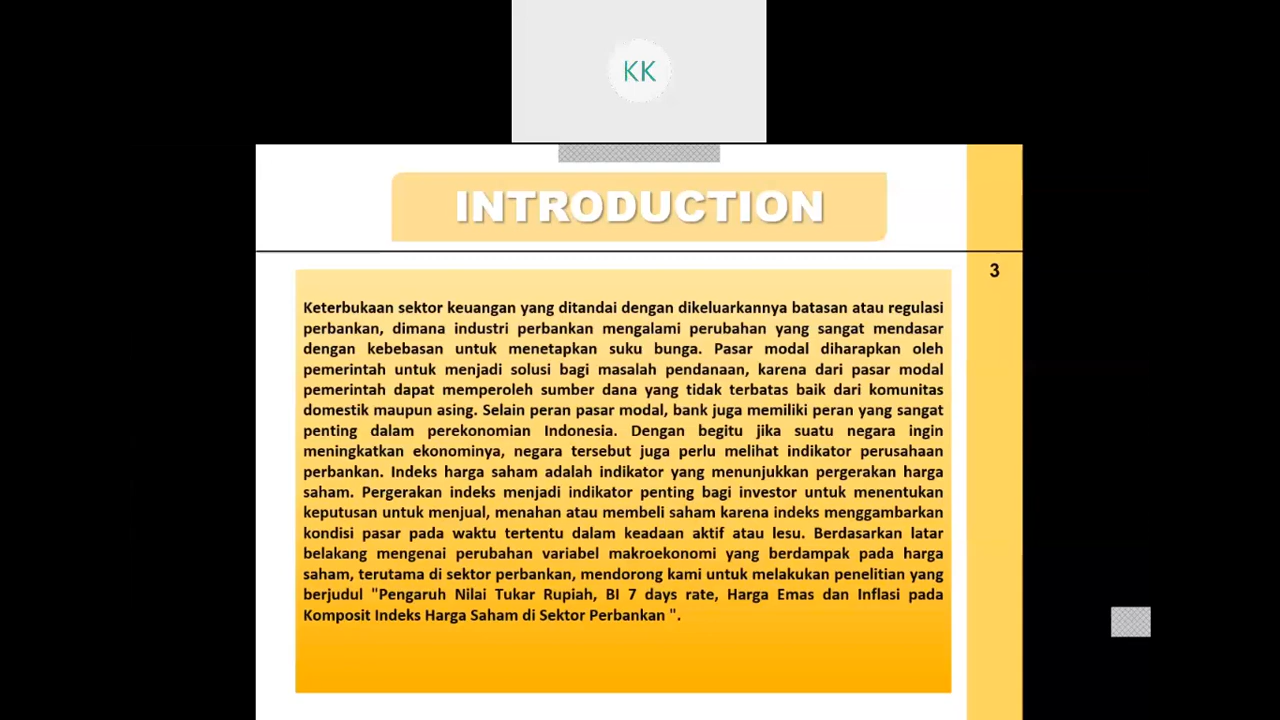 KK
INTRODUCTION
3
Keterbukaan sektor keuangan yang ditandai dengan dikeluarkannya batasan atau regulasi
perbankan, dimana industri perbankan mengalami perubahan yang sangat mendasar
dengan kebebasan untuk menetapkan suku bunga. Pasar modal diharapkan oleh
pemerintah untuk menjadi solusi bagi masalah pendanaan, karena dari pasar modal
pemerintah dapat memperoleh sumber dana yang tidak terbatas baik dari komunitas
domestik maupun asing. Selain peran pasar modal, bank juga memiliki peran yang sangat
penting dalam perekonomian Indonesia. Dengan begitu jika suatu negara ingin
meningkatkan ekonominya, negara tersebut juga perlu melihat indikator perusahaan
perbankan. Indeks harga saham adalah indikator yang menunjukkan pergerakan harga
saham. Pergerakan indeks menjadi indikator penting bagi investor untuk menentukan
keputusan untuk menjual, menahan atau membeli saham karena indeks menggambarkan
kondisi pasar pada waktu tertentu dalam keadaan aktif atau lesu. Berdasarkan latar
belakang mengenai perubahan variabel makroekonomi yang berdampak pada harga
saham, terutama di sektor perbankan, mendorong kami untuk melakukan penelitian yang
berjudul "Pengaruh Nilai Tukar Rupiah, BI 7 days rate, Harga Emas dan Inflasi pada
Komposit Indeks Harga Saham di Sektor Perbankan ".